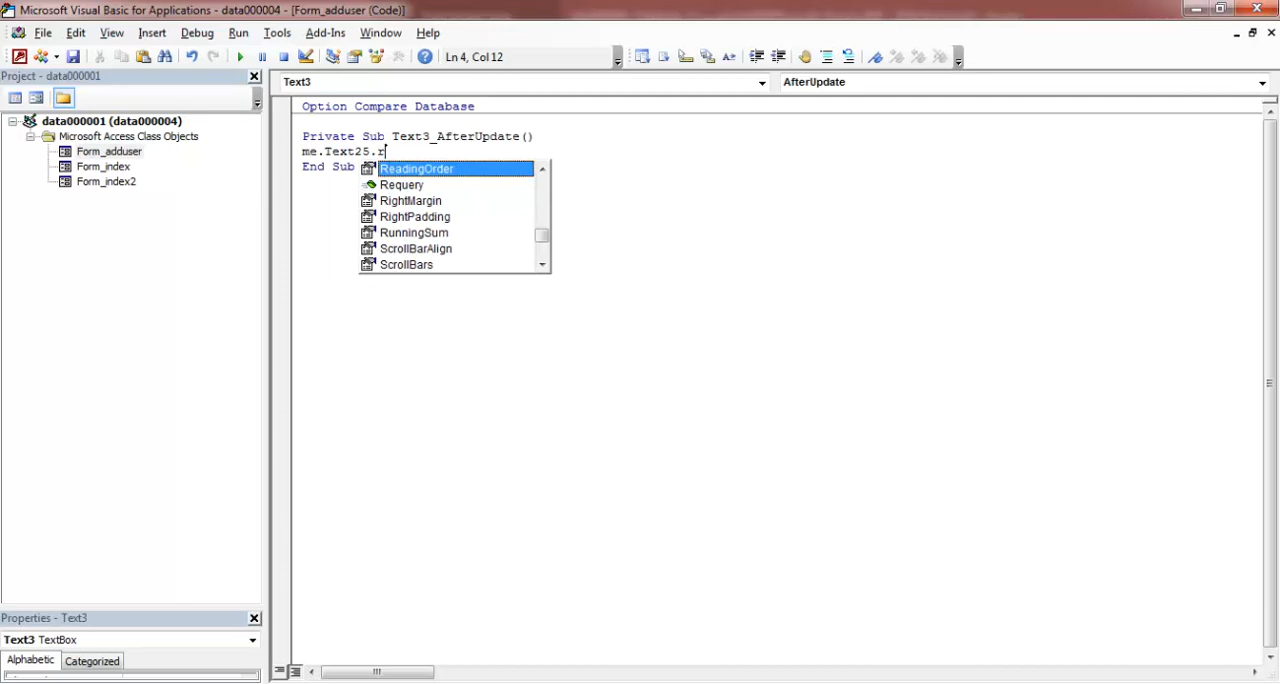 Microsoft Visual Basic for Applications - data000004 - [Form_adduser (Code)]
File Edit View Insert Debug Run Tools Add-Ins Window Help
Ln 4, Col 12
Project - data000001
Text3
AfterUpdate
data000001 (data000004)
Microsoft Access Class Objects
Form_adduser
Form_index
Form_index2
Option Compare Database
Private Sub Text3_AfterUpdate()
me.Text25.r
End Sub
ReadingOrder
Requery
RightMargin
RightPadding
RunningSum
ScrollBarAlign
ScrollBars
Properties - Text3
Text3 TextBox
Alphabetic Categorized